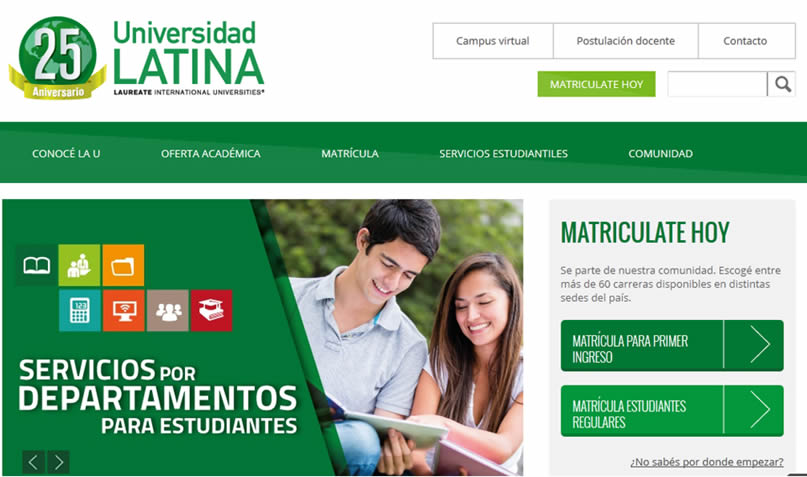 25
Aniversario
Universidad
LATINA
LAUREATE INTERNATIONAL UNIVERSITIES®
Campus virtual
Postulación docente
Contacto
MATRICULATE HOY
CONOCÉ LA U
OFERTA ACADÉMICA
MATRÍCULA
SERVICIOS ESTUDIANTILES
COMUNIDAD
SERVICIOS POR
DEPARTAMENTOS
PARA ESTUDIANTES
MATRICULATE HOY
Se parte de nuestra comunidad. Escogé entre
más de 60 carreras disponibles en distintas
sedes del país.
MATRÍCULA PARA PRIMER
INGRESO
MATRÍCULA ESTUDIANTES
REGULARES
¿No sabés por donde empezar?